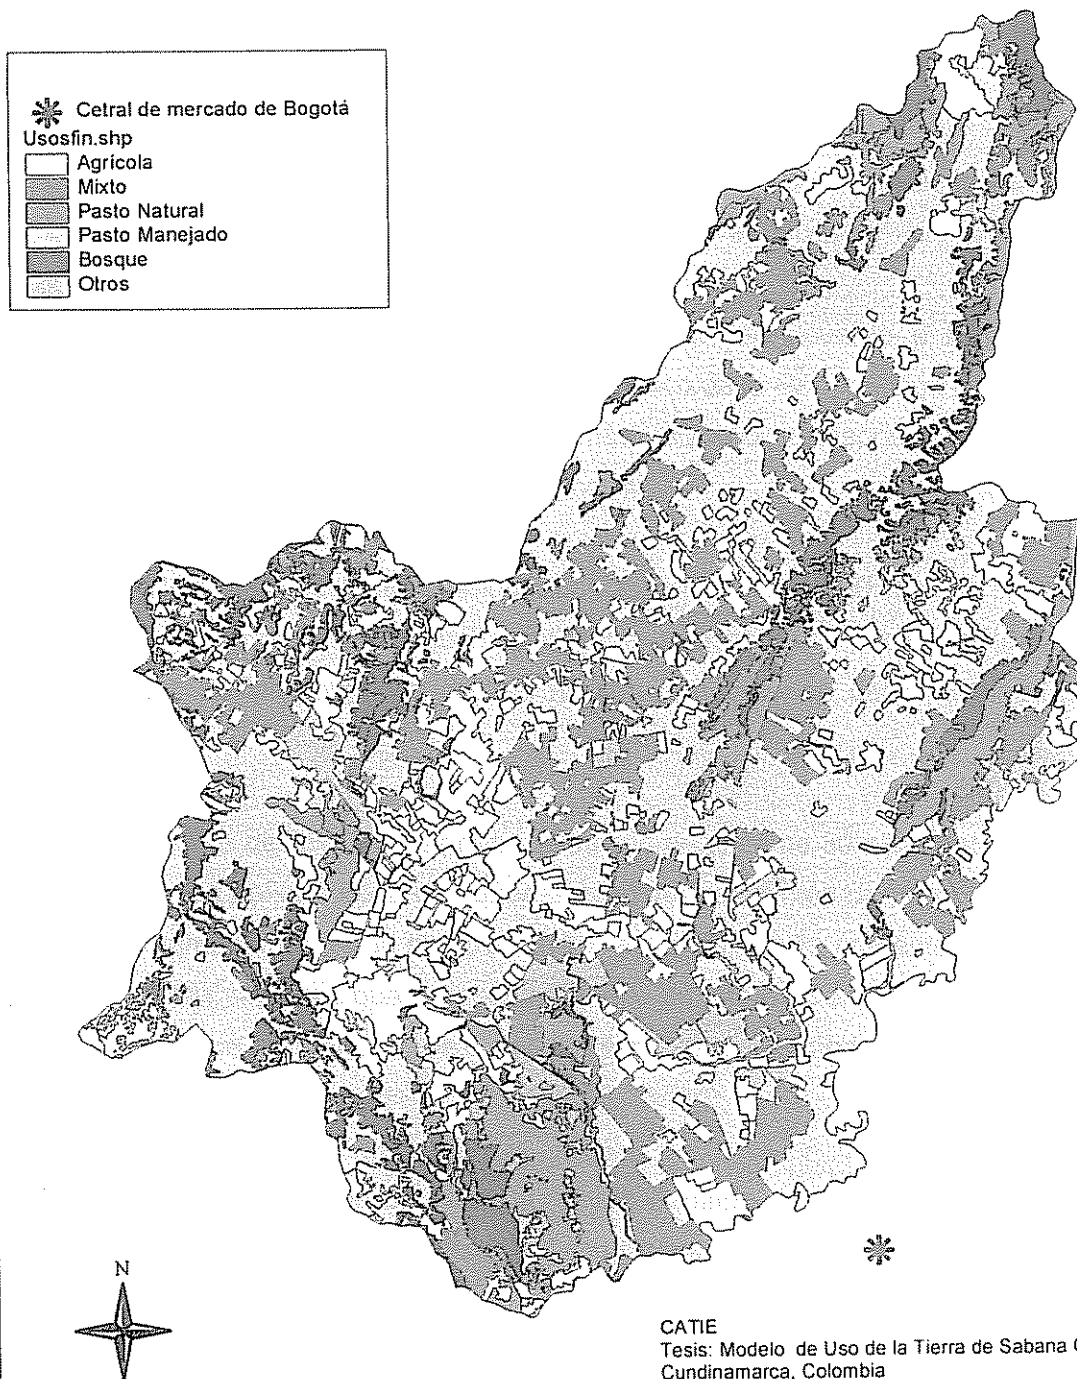 Cetral de mercado de Bogotá
Usosfin.shp
Agrícola
Mixto
Pasto Natural
Pasto Manejado
Bosque
Otros
N
CATIE
Tesis: Modelo de Uso de la Tierra de Sabana
Cundinamarca, Colombia